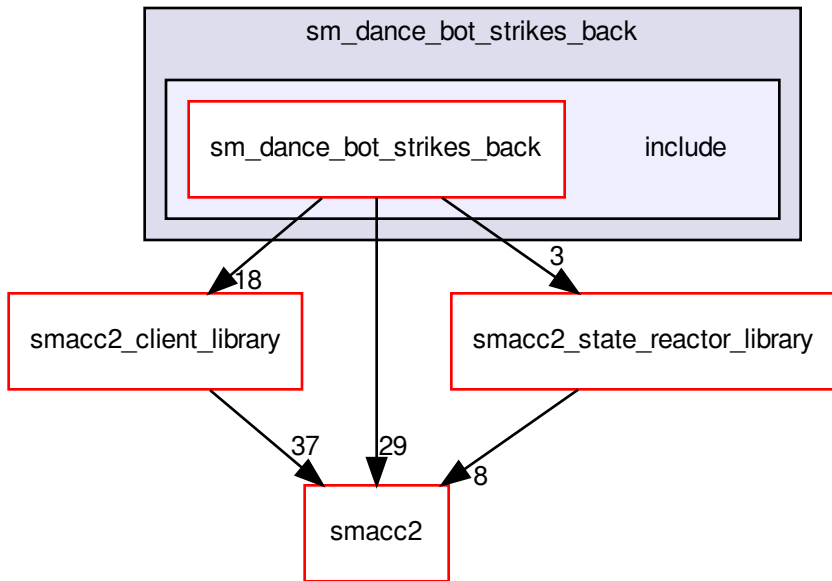 sm_dance_bot_strikes_back
sm_dance_bot_strikes_back
include
18
3
smacc2_client_library
smacc2_state_reactor_library
37
29
8
smacc2